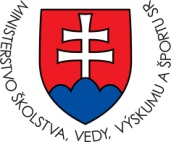 MINISTERSTVO ŠKOLSTVA, VEDY, VÝSKUMU A ŠPORTU SR